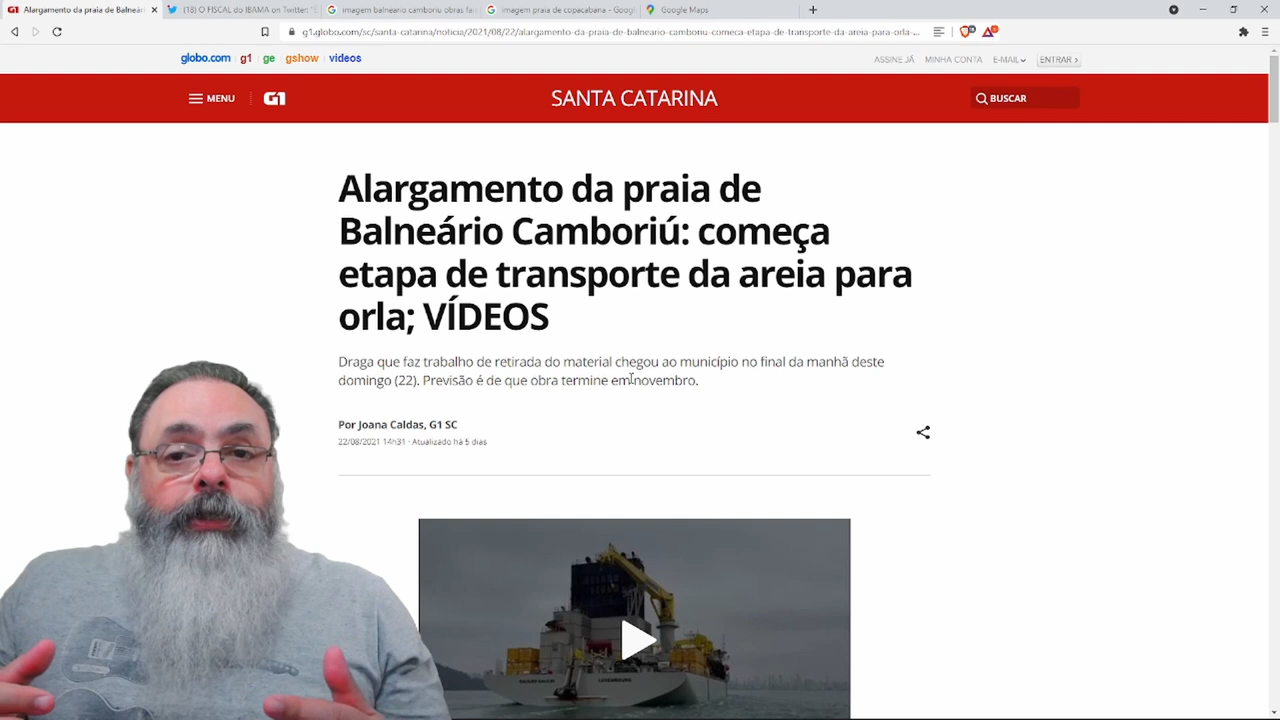 Alargamento da praia de Balneári
(18) O FISCAL do IBAMA on Twitter: "E
imagem balneario camboriu obras fai
imagem praia de copacabana - Googl
Google Maps
g1.globo.com/sc/santa-catarina/noticia/2021/08/22/alargamento-da-praia-de-balneario-camboriu-comeca-etapa-de-transporte-da-areia-para-orla-...
globo.com g1 ge gshow vídeos
ASSINE JÁ MINHA CONTA E-MAIL ENTRAR ›
MENU G1 SANTA CATARINA BUSCAR
Alargamento da praia de
Balneário Camboriú: começa
etapa de transporte da areia para
orla; VÍDEOS
Draga que faz trabalho de retirada do material chegou ao município no final da manhã deste
domingo (22). Previsão é de que obra termine em novembro.
Por Joana Caldas, G1 SC
22/08/2021 14h31 · Atualizado há 5 dias
GALILEO GALILEI LUXEMBOURG